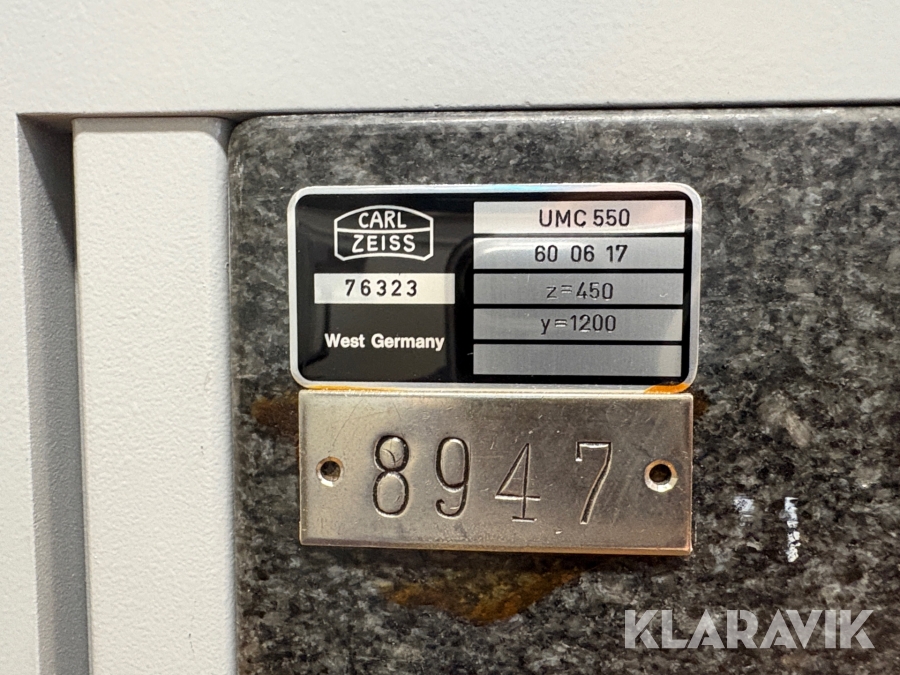 CARL
ZEISS
76323
West Germany
UMC 550
60 06 17
z=450
y=1200
8947
KLARAVIK